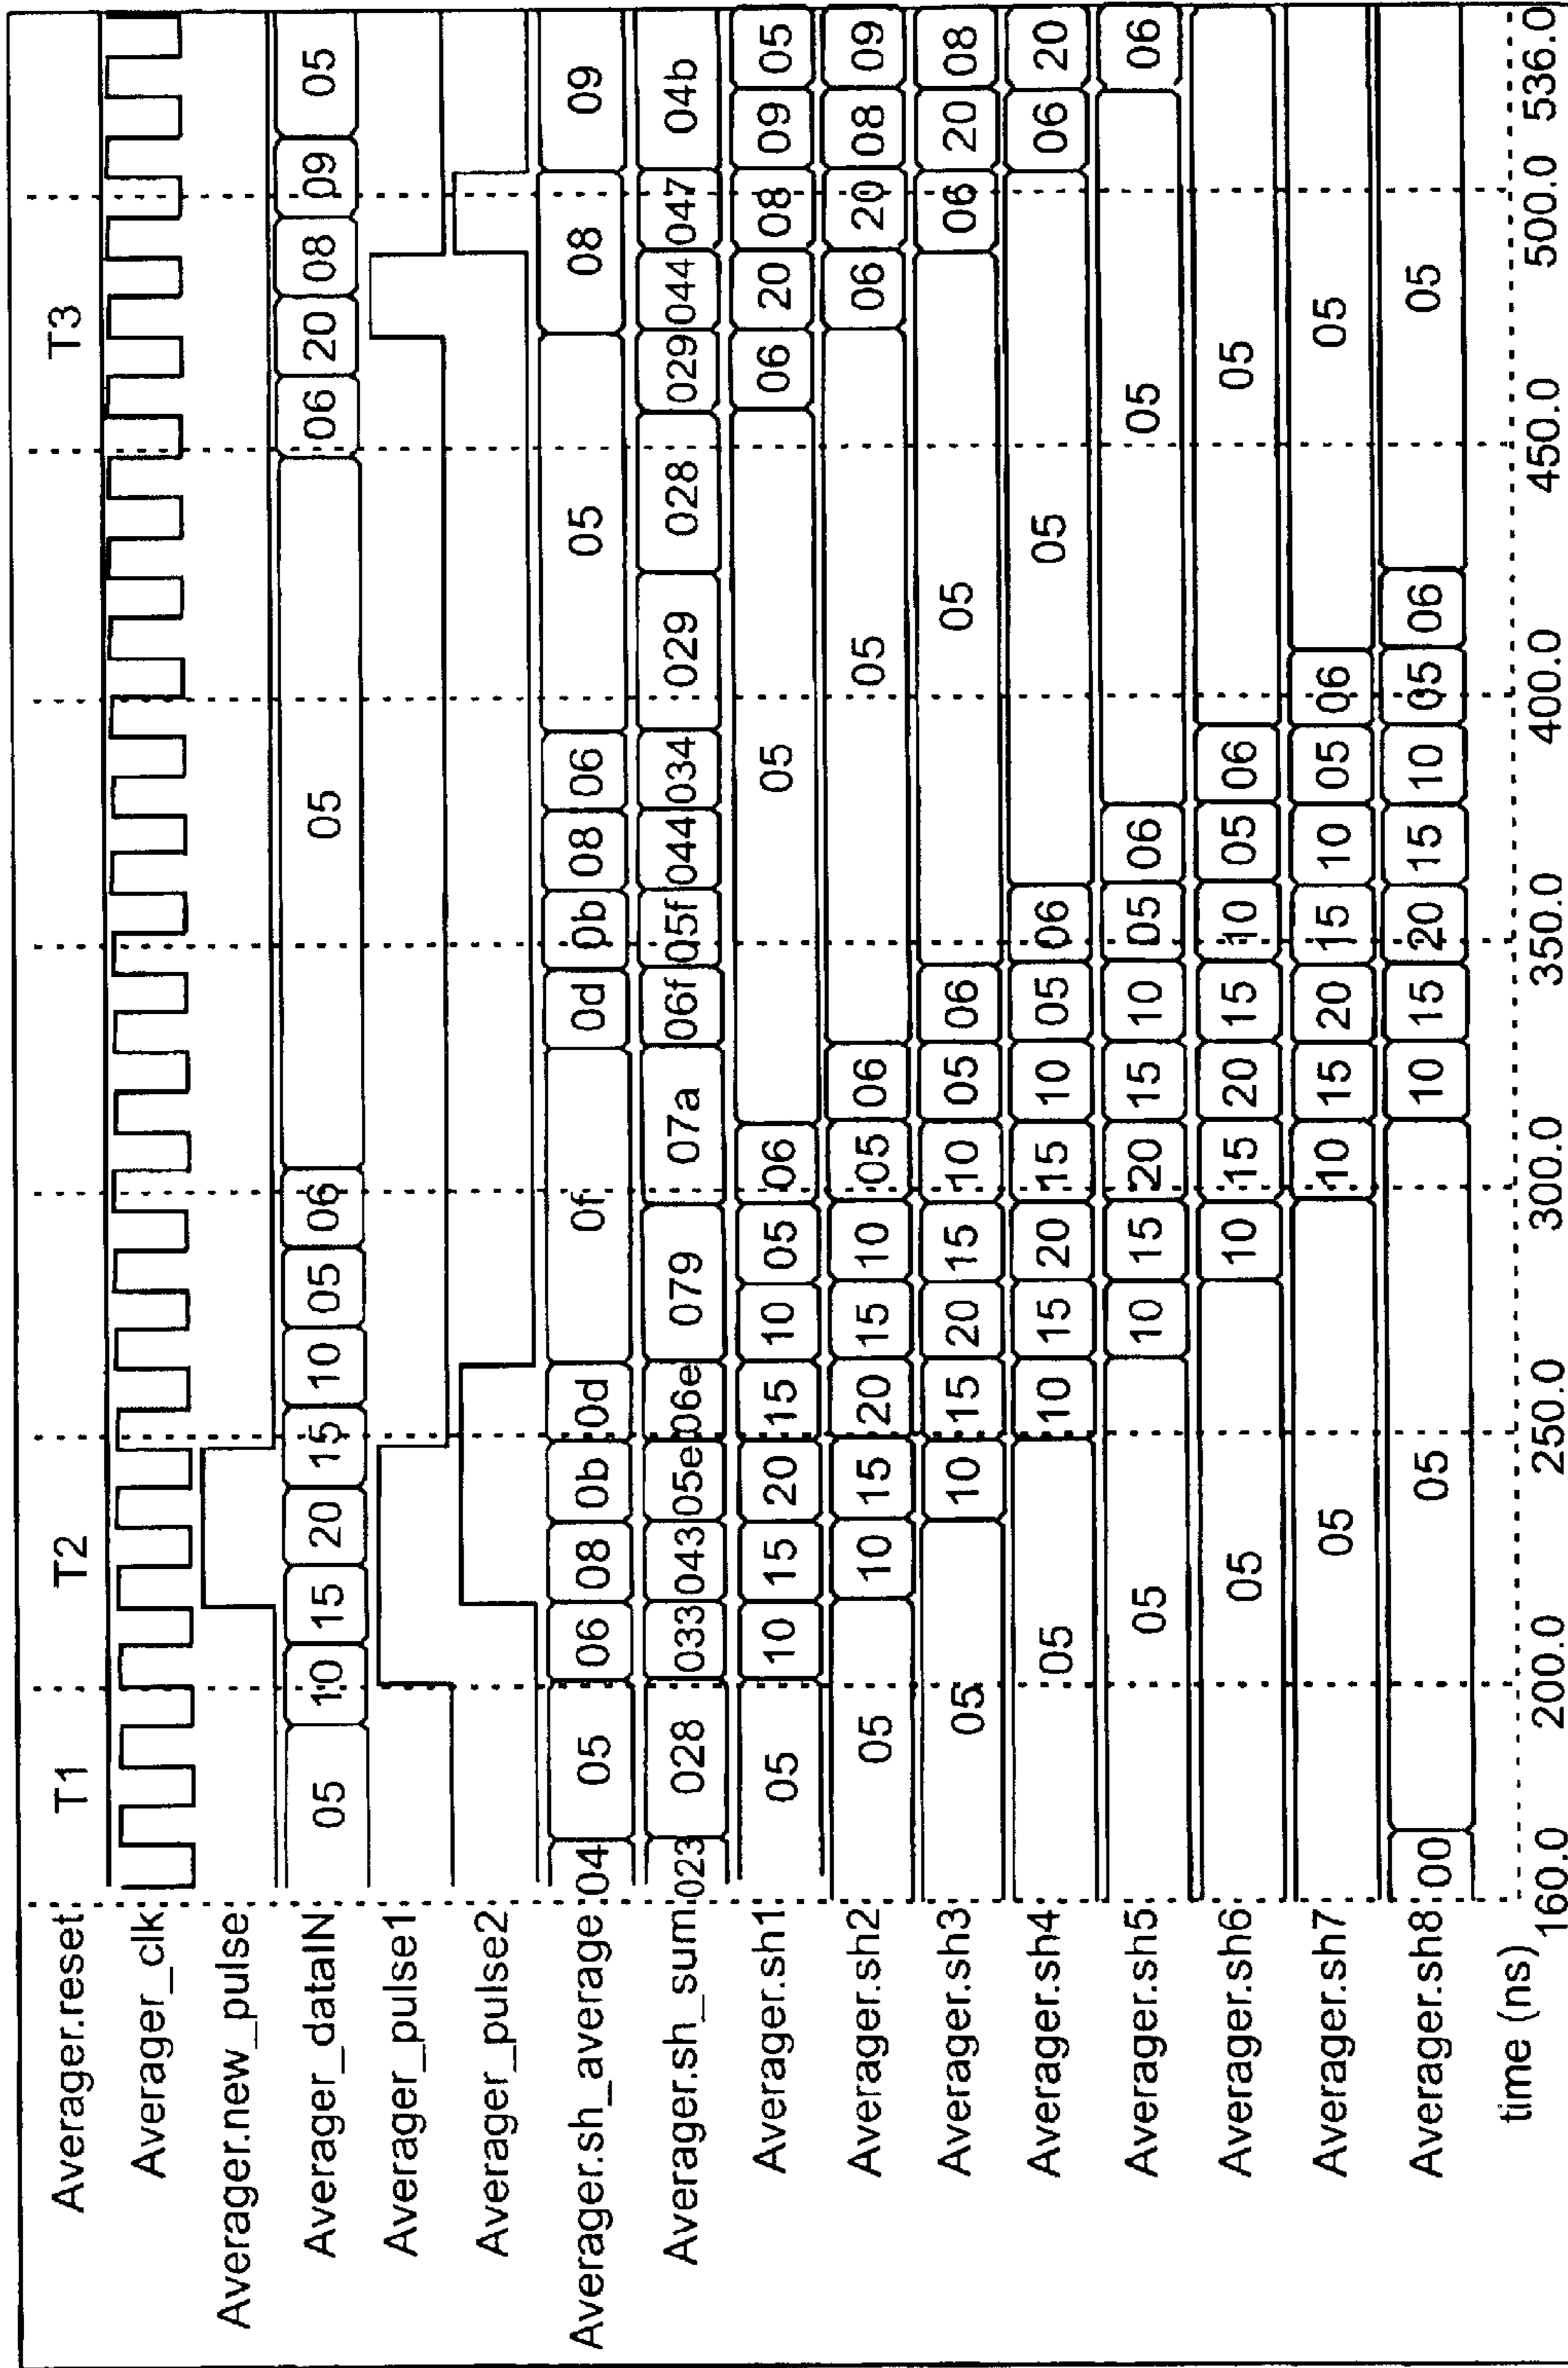 Averager.reset T1 T2 T3
Averager_clk
Averager.new_pulse
Averager_dataIN 05 10 15 20 15 10 05 06 05 06 20 08 09 05
Averager_pulse1
Averager_pulse2
Averager.sh_average 04 05 06 08 0b 0d 0f 0d 0b 08 06 05 08 09
Averager.sh_sum 023 028 033 043 05e 06e 079 07a 06f 05f 044 034 029 028 029 044 047 04b
Averager.sh1 05 10 15 20 15 10 05 06 05 06 20 08 09 05
Averager.sh2 05 10 15 20 15 10 05 06 05 06 20 08 09
Averager.sh3 05 10 15 20 15 10 05 06 05 06 20 08
Averager.sh4 05 10 15 20 15 10 05 06 05 06 20
Averager.sh5 05 10 15 20 15 10 05 06 05 06
Averager.sh6 05 10 15 20 15 10 05 06 05
Averager.sh7 05 10 15 20 15 10 05 06 05
Averager.sh8 00 05 10 15 20 15 10 05 06 05
time (ns) 160.0 200.0 250.0 300.0 350.0 400.0 450.0 500.0 536.0